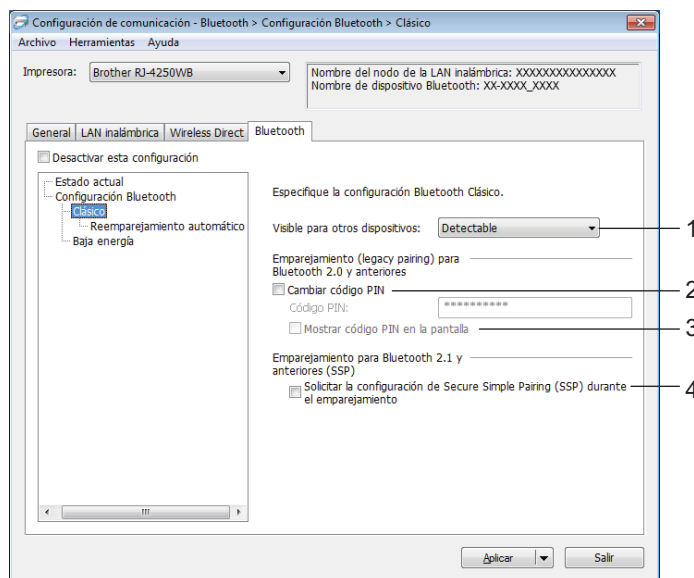 Configuración de comunicación - Bluetooth > Configuración Bluetooth > Clásico
Archivo Herramientas Ayuda
Impresora: Brother RJ-4250WB
Nombre del nodo de la LAN inalámbrica: XXXXXXXXXXXXXXX
Nombre de dispositivo Bluetooth: XX-XXXX_XXXX
General LAN inalámbrica Wireless Direct Bluetooth
Desactivar esta configuración
Estado actual
Configuración Bluetooth
Clásico
Reemparejamiento automático
Baja energía
Especifique la configuración Bluetooth Clásico.
Visible para otros dispositivos: Detectable 1
Emparejamiento (legacy pairing) para
Bluetooth 2.0 y anteriores
Cambiar código PIN 2
Código PIN: **********
Mostrar código PIN en la pantalla 3
Emparejamiento para Bluetooth 2.1 y
anteriores (SSP)
Solicitar la configuración de Secure Simple Pairing (SSP) durante 4
el emparejamiento
Aplicar Salir